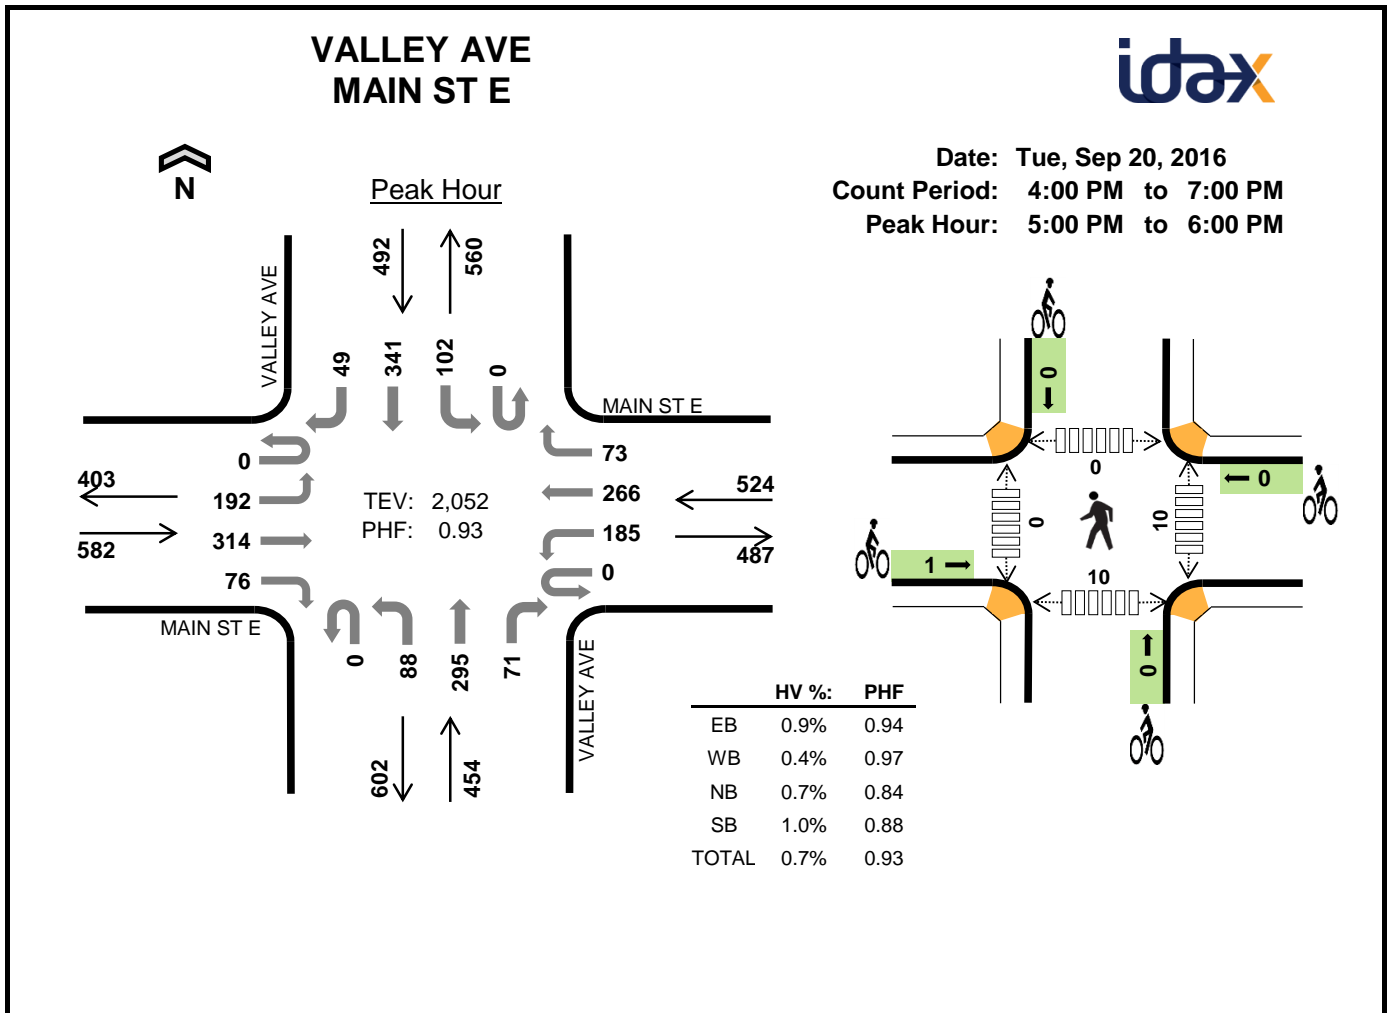 VALLEY AVE
MAIN ST E
idax
Date: Tue, Sep 20, 2016
Count Period: 4:00 PM to 7:00 PM
Peak Hour: 5:00 PM to 6:00 PM
N
Peak Hour
492
560
VALLEY AVE
49
341
102
0
MAIN ST E
0
73
403
192
266
524
TEV: 2,052
PHF: 0.93
582
314
185
487
76
0
MAIN ST E
0
88
295
71
VALLEY AVE
602
454
0
0
0
0
10
1
10
0
HV %: PHF
EB 0.9% 0.94
WB 0.4% 0.97
NB 0.7% 0.84
SB 1.0% 0.88
TOTAL 0.7% 0.93